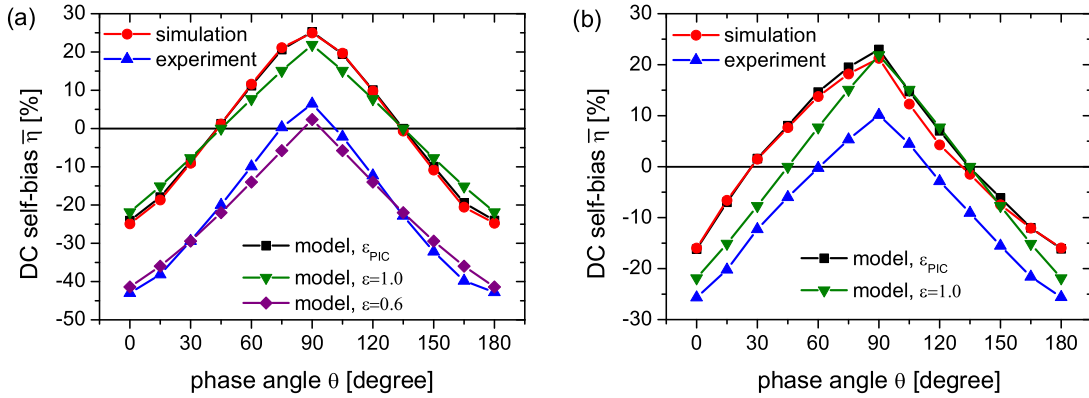 (a)
simulation
experiment
model, ε_PIC
model, ε=1.0
model, ε=0.6
DC self-bias η̅ [%]
30
20
10
0
-10
-20
-30
-40
-50
0 30 60 90 120 150 180
phase angle θ [degree]
(b)
simulation
experiment
model, ε_PIC
model, ε=1.0
DC self-bias η̅ [%]
30
20
10
0
-10
-20
-30
0 30 60 90 120 150 180
phase angle θ [degree]